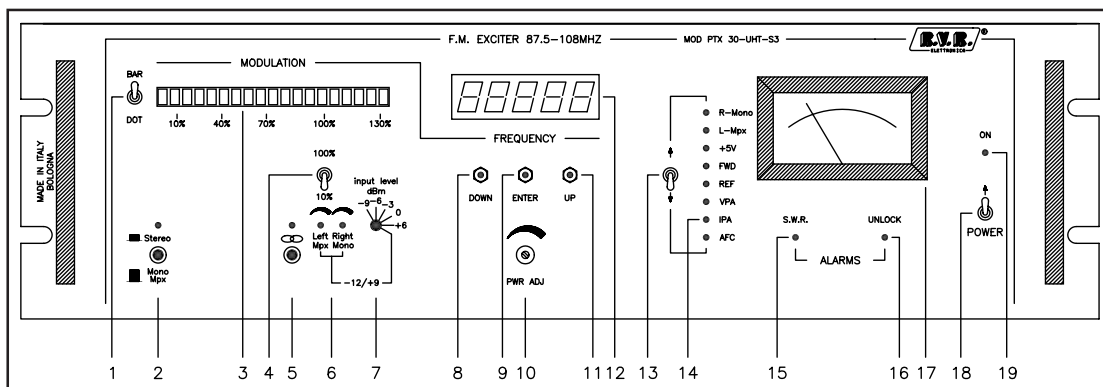 F.M. EXCITER 87.5-108MHZ
MOD PTX 30-UHT-S3
R.V.R.®
ELETTRONICA
MADE IN ITALY
BOLOGNA
MODULATION
BAR
DOT
10% 40% 70% 100% 130%
FREQUENCY
100%
10%
input level
dBm
-9 -6 -3 0 +6
Stereo
Mono
Mpx
Left Right
Mpx Mono
-12/+9
DOWN ENTER UP
PWR ADJ
R-Mono
L-Mpx
+5V
FWD
REF
VPA
IPA
AFC
S.W.R. UNLOCK
ALARMS
ON
POWER
1 2 3 4 5 6 7 8 9 10 11 12 13 14 15 16 17 18 19